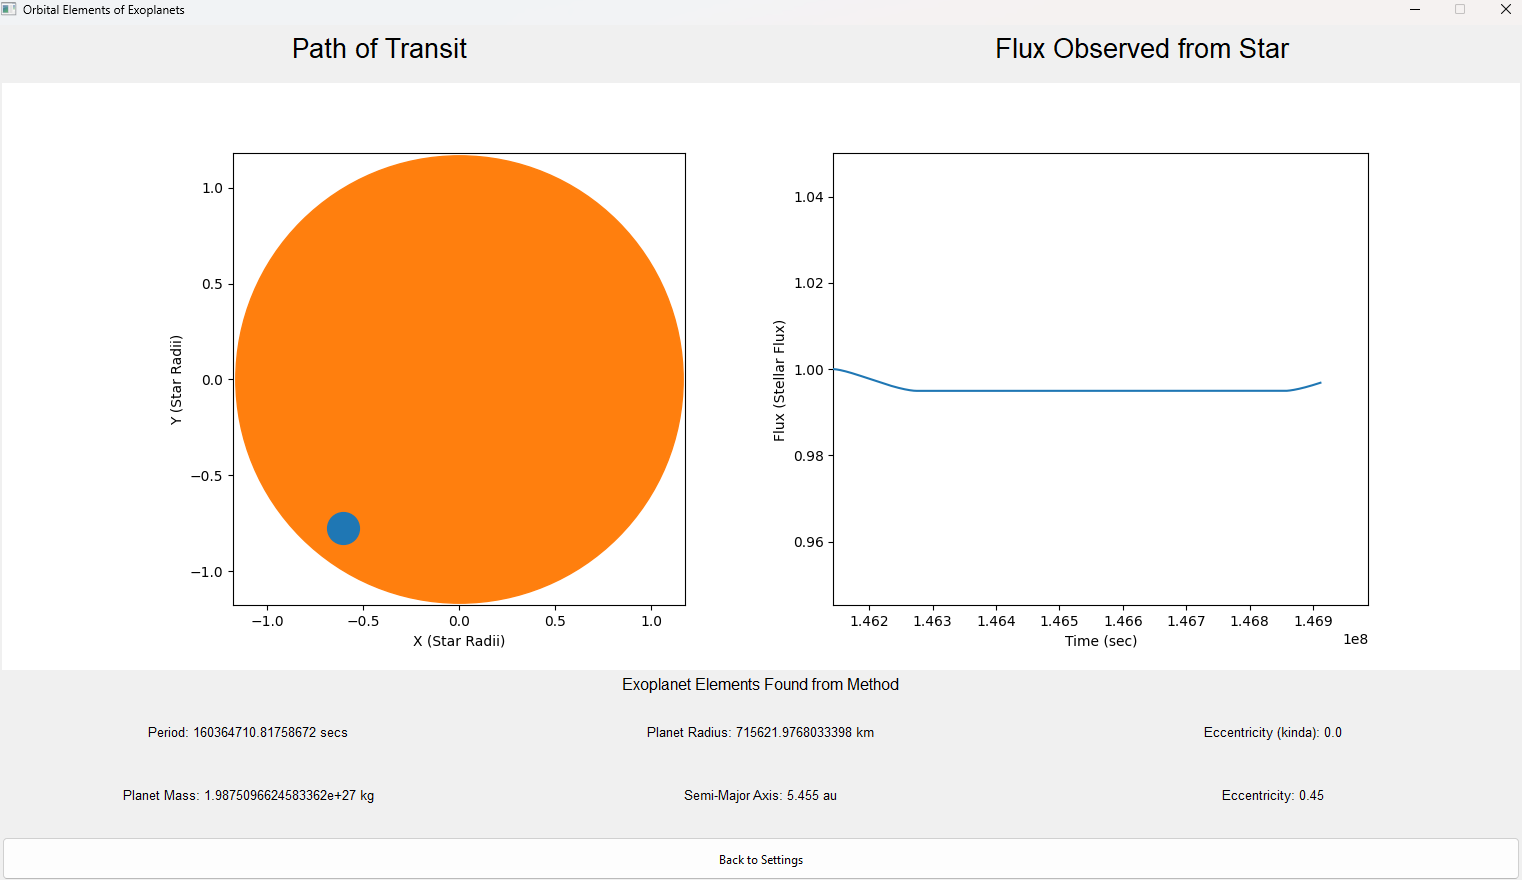 Orbital Elements of Exoplanets
Path of Transit
Flux Observed from Star
1.0
0.5
0.0
−0.5
−1.0
Y (Star Radii)
−1.0
−0.5
0.0
0.5
1.0
X (Star Radii)
1.04
1.02
1.00
0.98
0.96
Flux (Stellar Flux)
1.462
1.463
1.464
1.465
1.466
1.467
1.468
1.469
Time (sec)
1e8
Exoplanet Elements Found from Method
Period: 160364710.81758672 secs
Planet Radius: 715621.9768033398 km
Eccentricity (kinda): 0.0
Planet Mass: 1.9875096624583362e+27 kg
Semi-Major Axis: 5.455 au
Eccentricity: 0.45
Back to Settings